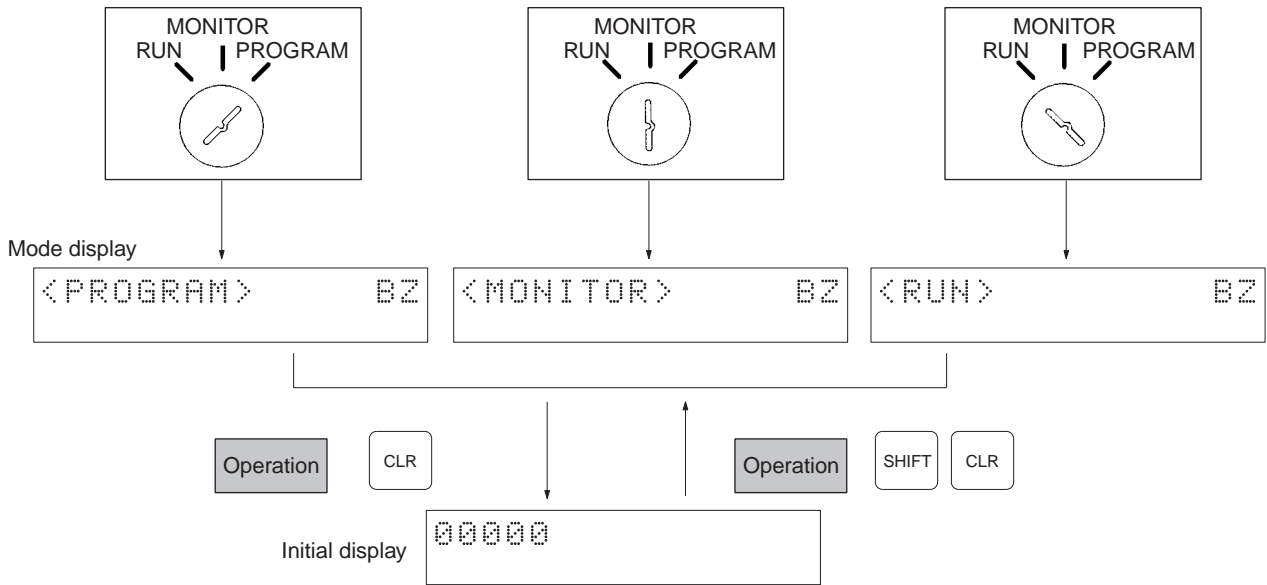 MONITOR
RUN PROGRAM
MONITOR
RUN PROGRAM
MONITOR
RUN PROGRAM
Mode display
<PROGRAM> BZ
<MONITOR> BZ
<RUN> BZ
Operation CLR
Operation SHIFT CLR
Initial display
00000